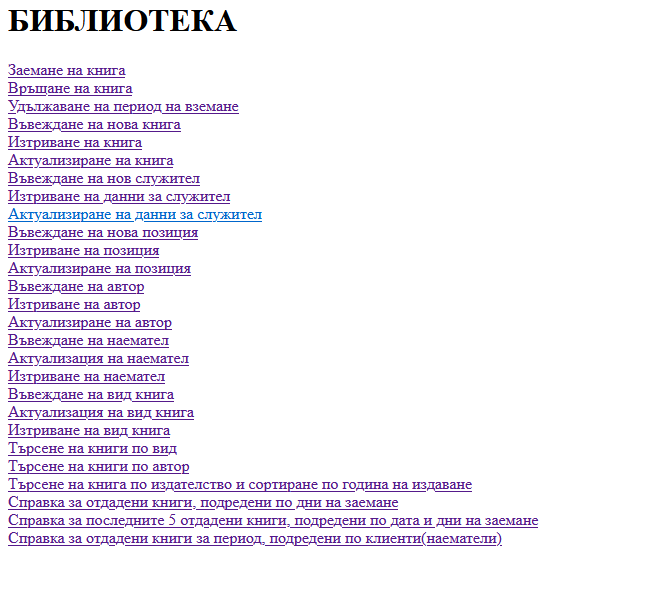 БИБЛИОТЕКА
Заемане на книга
Връщане на книга
Удължаване на период на вземане
Въвеждане на нова книга
Изтриване на книга
Актуализиране на книга
Въвеждане на нов служител
Изтриване на данни за служител
Актуализиране на данни за служител
Въвеждане на нова позиция
Изтриване на позиция
Актуализиране на позиция
Въвеждане на автор
Изтриване на автор
Актуализиране на автор
Въвеждане на наемател
Актуализация на наемател
Изтриване на наемател
Въвеждане на вид книга
Актуализация на вид книга
Изтриване на вид книга
Търсене на книги по вид
Търсене на книги по автор
Търсене на книга по издателство и сортиране по година на издаване
Справка за отдадени книги, подредени по дни на заемане
Справка за последните 5 отдадени книги, подредени по дата и дни на заемане
Справка за отдадени книги за период, подредени по клиенти(наематели)